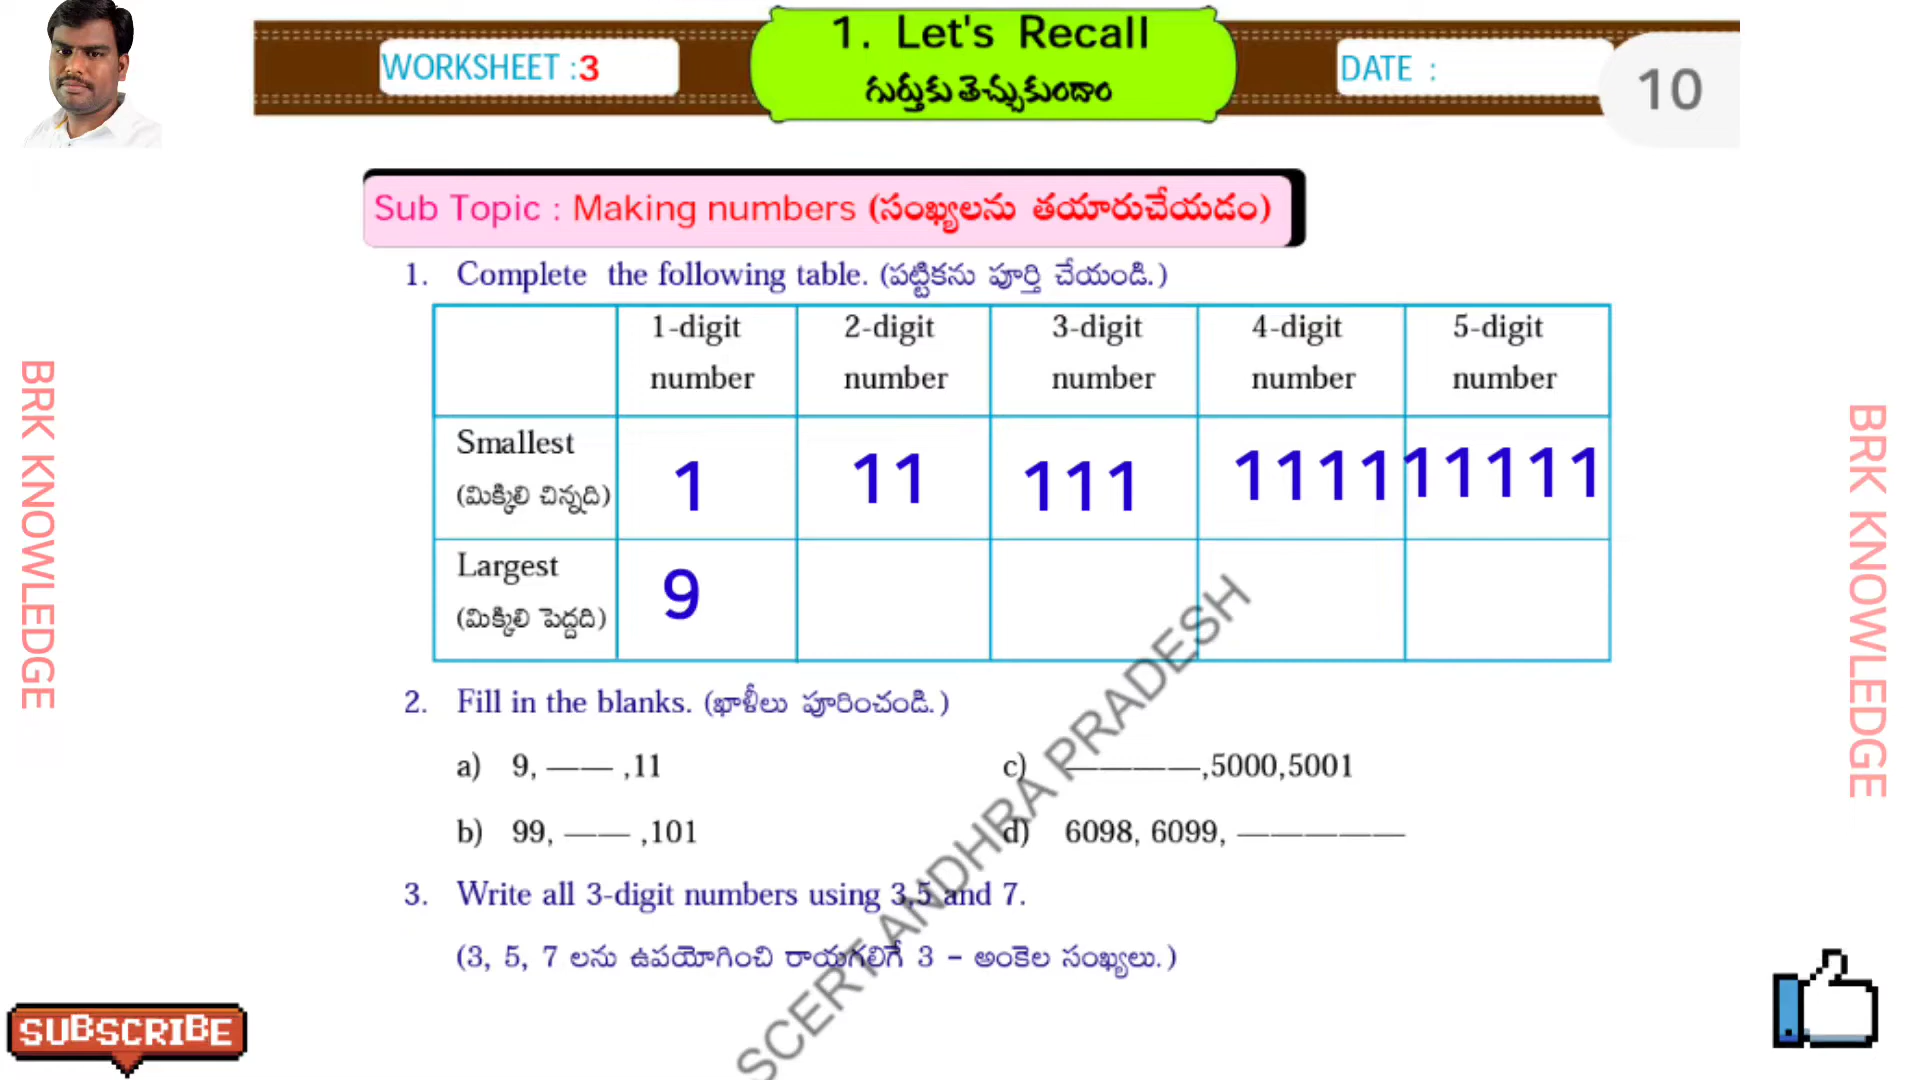 1. Let's Recall
గుర్తుకు తెచ్చుకుందాం
WORKSHEET :3
DATE :
10
Sub Topic : Making numbers (సంఖ్యలను తయారుచేయడం)
1. Complete the following table. (పట్టికను పూర్తి చేయండి.)
1-digit number
2-digit number
3-digit number
4-digit number
5-digit number
Smallest
(మిక్కిలి చిన్నది)
1
11
111
1111
11111
Largest
(మిక్కిలి పెద్దది)
9
2. Fill in the blanks. (ఖాళీలు పూరించండి.)
a) 9, —— ,11
c) ————,5000,5001
b) 99, —— ,101
d) 6098, 6099, —————
3. Write all 3-digit numbers using 3,5 and 7.
(3, 5, 7 లను ఉపయోగించి రాయగలిగే 3 – అంకెల సంఖ్యలు.)
SCERT ANDHRA PRADESH
BRK KNOWLEDGE
BRK KNOWLEDGE
SUBSCRIBE